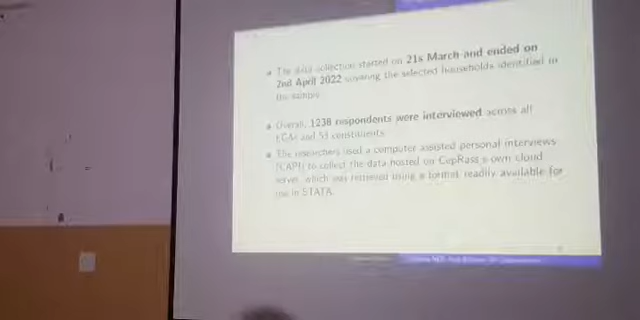 The data collection started on 21s March and ended on
2nd April 2022 covering the selected households identified in
the sample
Overall, 1238 respondents were interviewed across all
LGAs and 53 constituents
The researchers used a computer assisted personal interviews
(CAPI) to collect the data hosted on CepRass's own cloud
server, which was retrieved using a format readily available for
use in STATA.